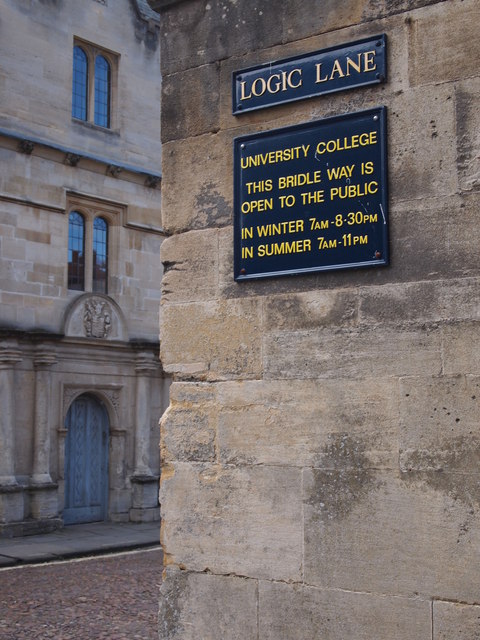 LOGIC LANE
UNIVERSITY COLLEGE
THIS BRIDLE WAY IS
OPEN TO THE PUBLIC
IN WINTER 7AM-8·30PM
IN SUMMER 7AM-11PM